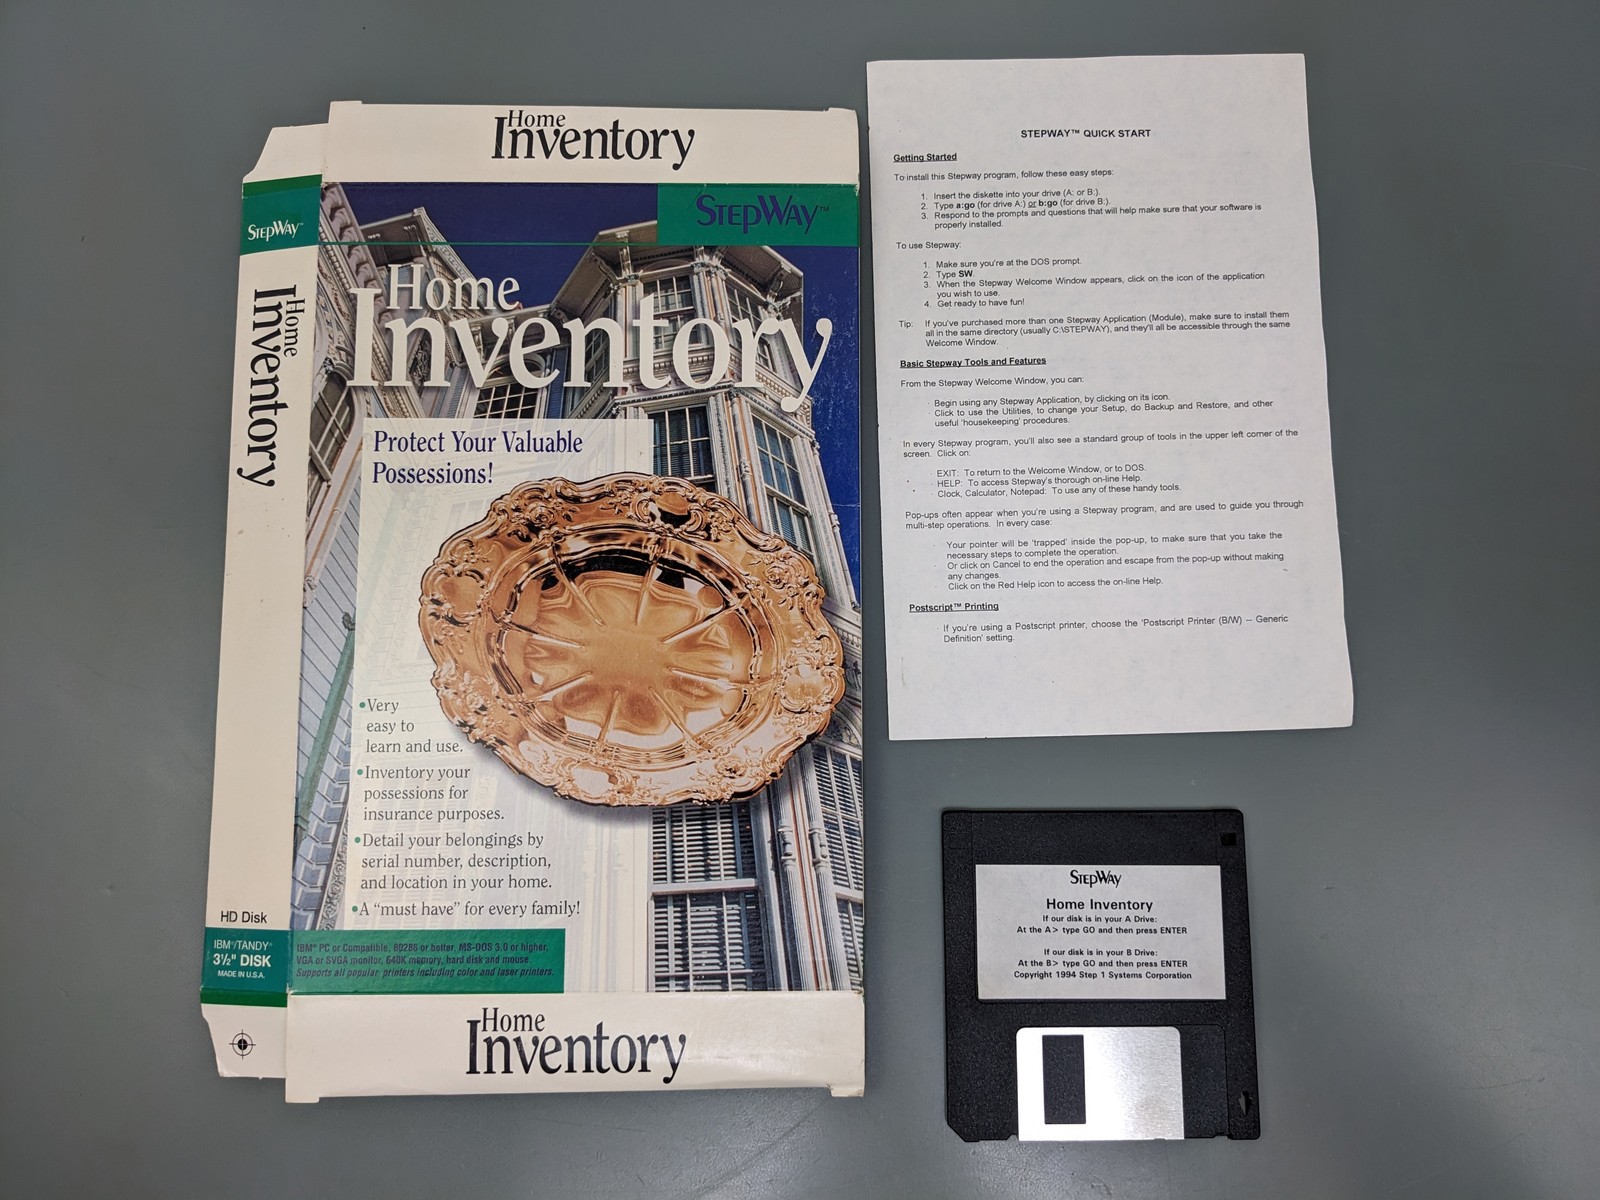 Home
Inventory
STEPWAY™
Home
Inventory
HD Disk
IBM®/TANDY®
3½" DISK
MADE IN U.S.A.
STEPWAY™
Home
Inventory
Protect Your Valuable
Possessions!
•Very
easy to
learn and use.
•Inventory your
possessions for
insurance purposes.
•Detail your belongings by
serial number, description,
and location in your home.
•A “must have” for every family!
IBM® PC or Compatible, 80286 or better, MS-DOS 3.0 or higher,
VGA or SVGA monitor, 640K memory, hard disk and mouse.
Supports all popular printers including color and laser printers.
Home
Inventory
STEPWAY™ QUICK START
Getting Started
To install this Stepway program, follow these easy steps:
1. Insert the diskette into your drive (A: or B:).
2. Type a:go (for drive A:) or b:go (for drive B:).
3. Respond to the prompts and questions that will help make sure that your software is
properly installed.
To use Stepway:
1. Make sure you're at the DOS prompt.
2. Type SW.
3. When the Stepway Welcome Window appears, click on the icon of the application
you wish to use.
4. Get ready to have fun!
Tip: If you've purchased more than one Stepway Application (Module), make sure to install them
all in the same directory (usually C:\STEPWAY), and they'll all be accessible through the same
Welcome Window.
Basic Stepway Tools and Features
From the Stepway Welcome Window, you can:
· Begin using any Stepway Application, by clicking on its icon.
· Click to use the Utilities, to change your Setup, do Backup and Restore, and other
useful 'housekeeping' procedures.
In every Stepway program, you'll also see a standard group of tools in the upper left corner of the
screen. Click on:
· EXIT: To return to the Welcome Window, or to DOS.
· HELP: To access Stepway's thorough on-line Help.
· Clock, Calculator, Notepad: To use any of these handy tools.
Pop-ups often appear when you're using a Stepway program, and are used to guide you through
multi-step operations. In every case:
· Your pointer will be 'trapped' inside the pop-up, to make sure that you take the
necessary steps to complete the operation.
· Or click on Cancel to end the operation and escape from the pop-up without making
any changes.
· Click on the Red Help icon to access the on-line Help.
Postscript™ Printing
· If you're using a Postscript printer, choose the 'Postscript Printer (B/W) -- Generic
Definition' setting.
STEPWAY
Home Inventory
If our disk is in your A Drive:
At the A> type GO and then press ENTER
If our disk is in your B Drive:
At the B> type GO and then press ENTER
Copyright 1994 Step 1 Systems Corporation